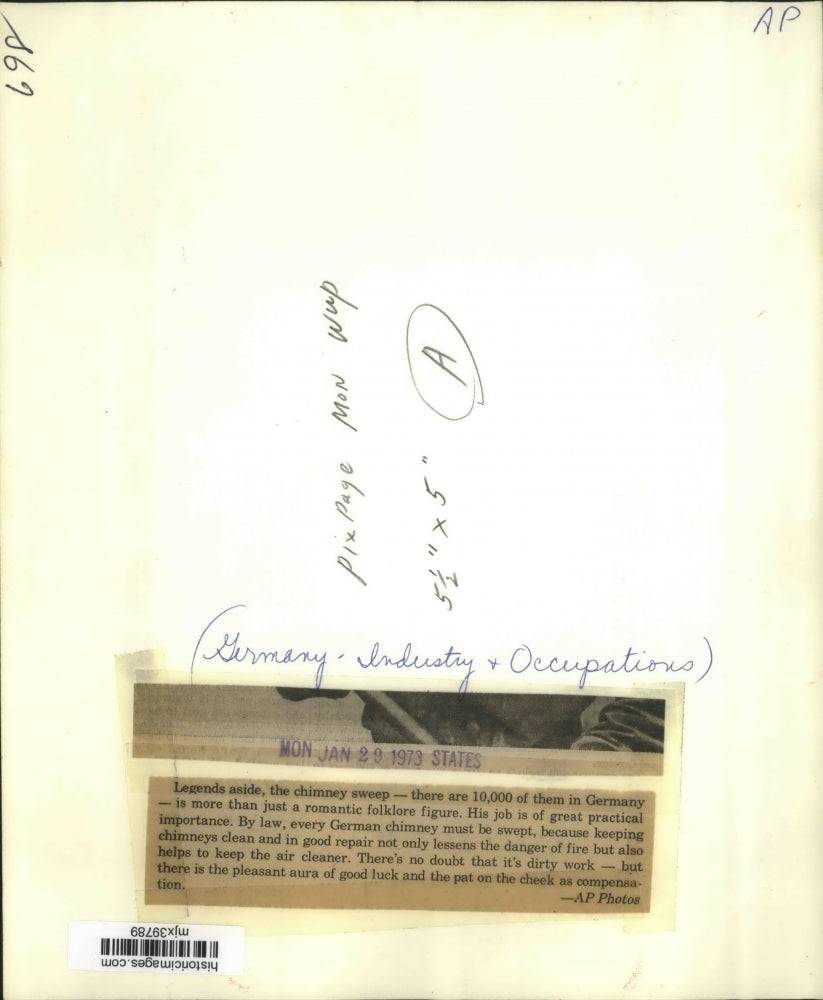 698
AP
Pix Page Mon WUP
A
5 1/2" x 5"
(Germany - Industry + Occupations)
MON JAN 29 1973 STATES
Legends aside, the chimney sweep — there are 10,000 of them in Germany
— is more than just a romantic folklore figure. His job is of great practical
importance. By law, every German chimney must be swept, because keeping
chimneys clean and in good repair not only lessens the danger of fire but also
helps to keep the air cleaner. There's no doubt that it's dirty work — but
there is the pleasant aura of good luck and the pat on the cheek as compensa-
tion.
—AP Photos
historicimages.com
mjx39789